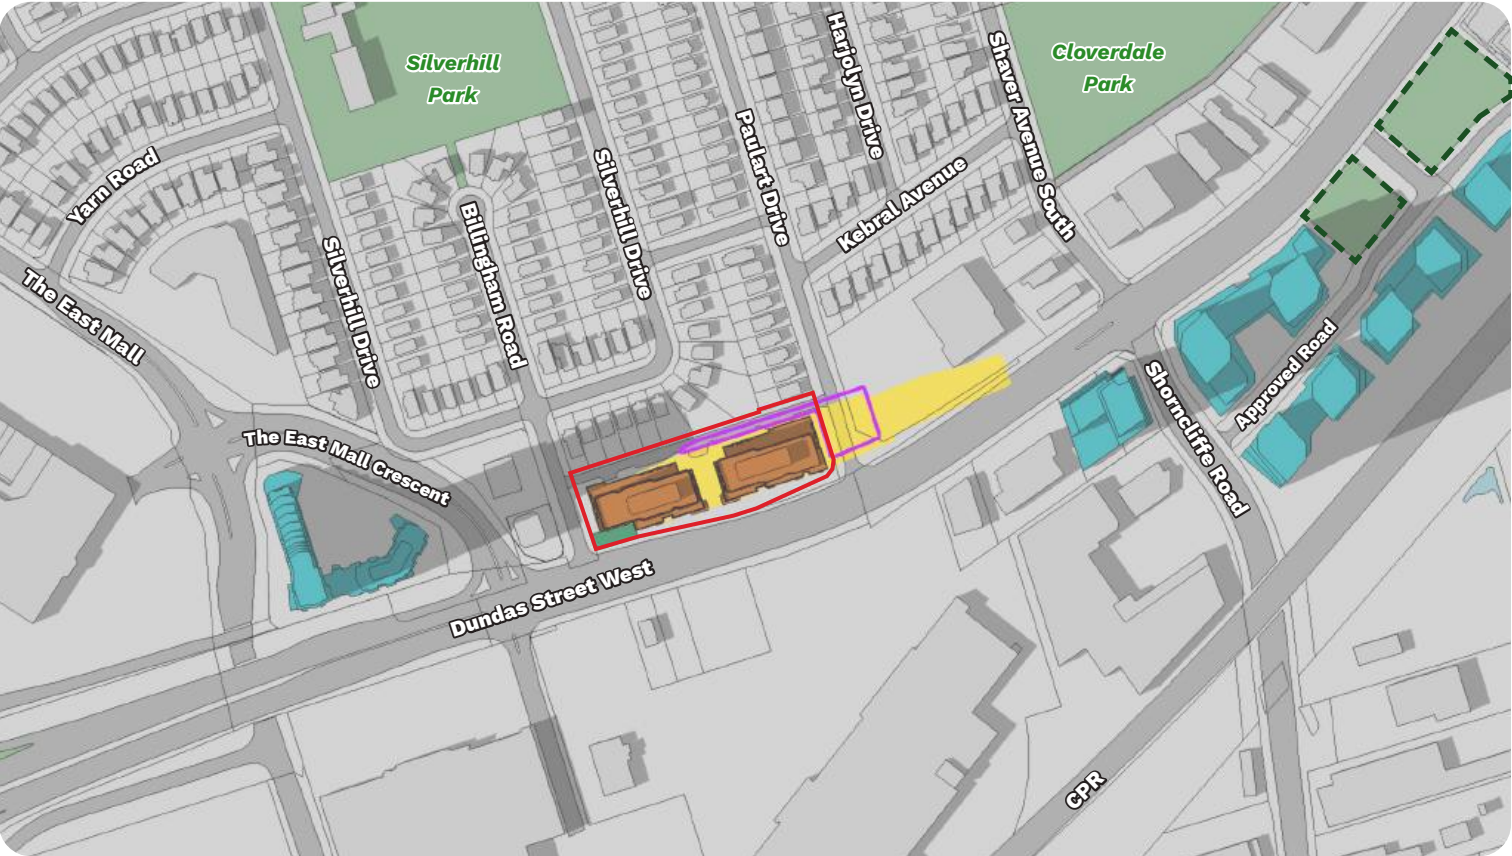 Silverhill
Park
Cloverdale
Park
Harjolyn Drive
Shaver Avenue South
Paulart Drive
Silverhill Drive
Kebral Avenue
Yarn Road
Billingham Road
Silverhill Drive
The East Mall
Approved Road
Shorncliffe Road
The East Mall Crescent
Dundas Street West
CPR